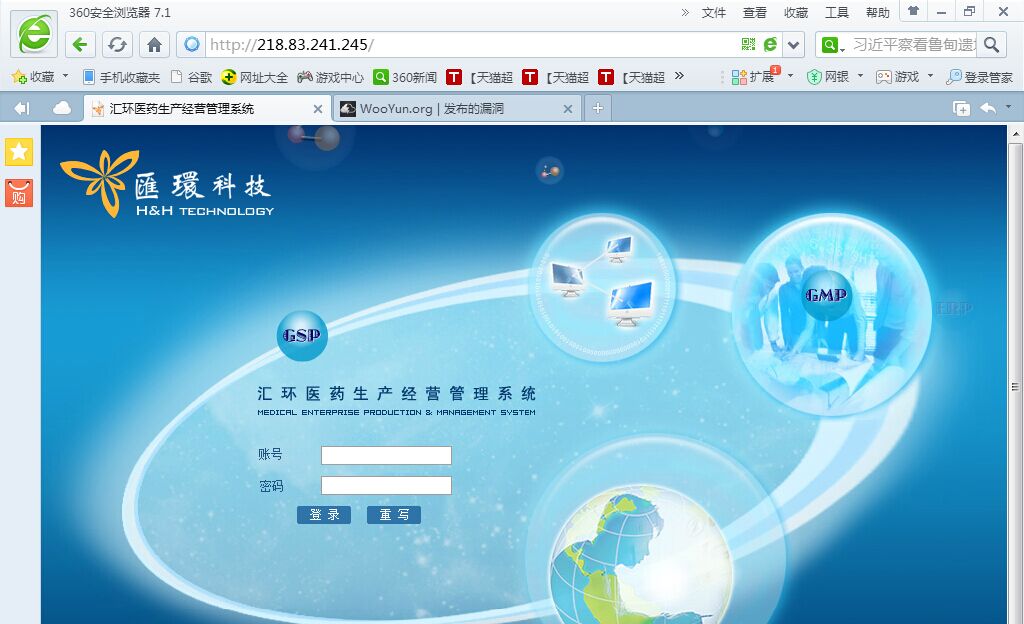 360安全浏览器 7.1
» 文件 查看 收藏 工具 帮助
http://218.83.241.245/
习近平察看鲁甸遗
收藏 手机收藏夹 谷歌 网址大全 游戏中心 360新闻 【天猫超 【天猫超 【天猫超 » 扩展 1 网银 游戏 登录管家
汇环医药生产经营管理系统 WooYun.org | 发布的漏洞
购
匯環科技
H&H TECHNOLOGY
GMP
ERP
GSP
汇环医药生产经营管理系统
MEDICAL ENTERPRISE PRODUCTION & MANAGEMENT SYSTEM
账号
密码
登录 重写